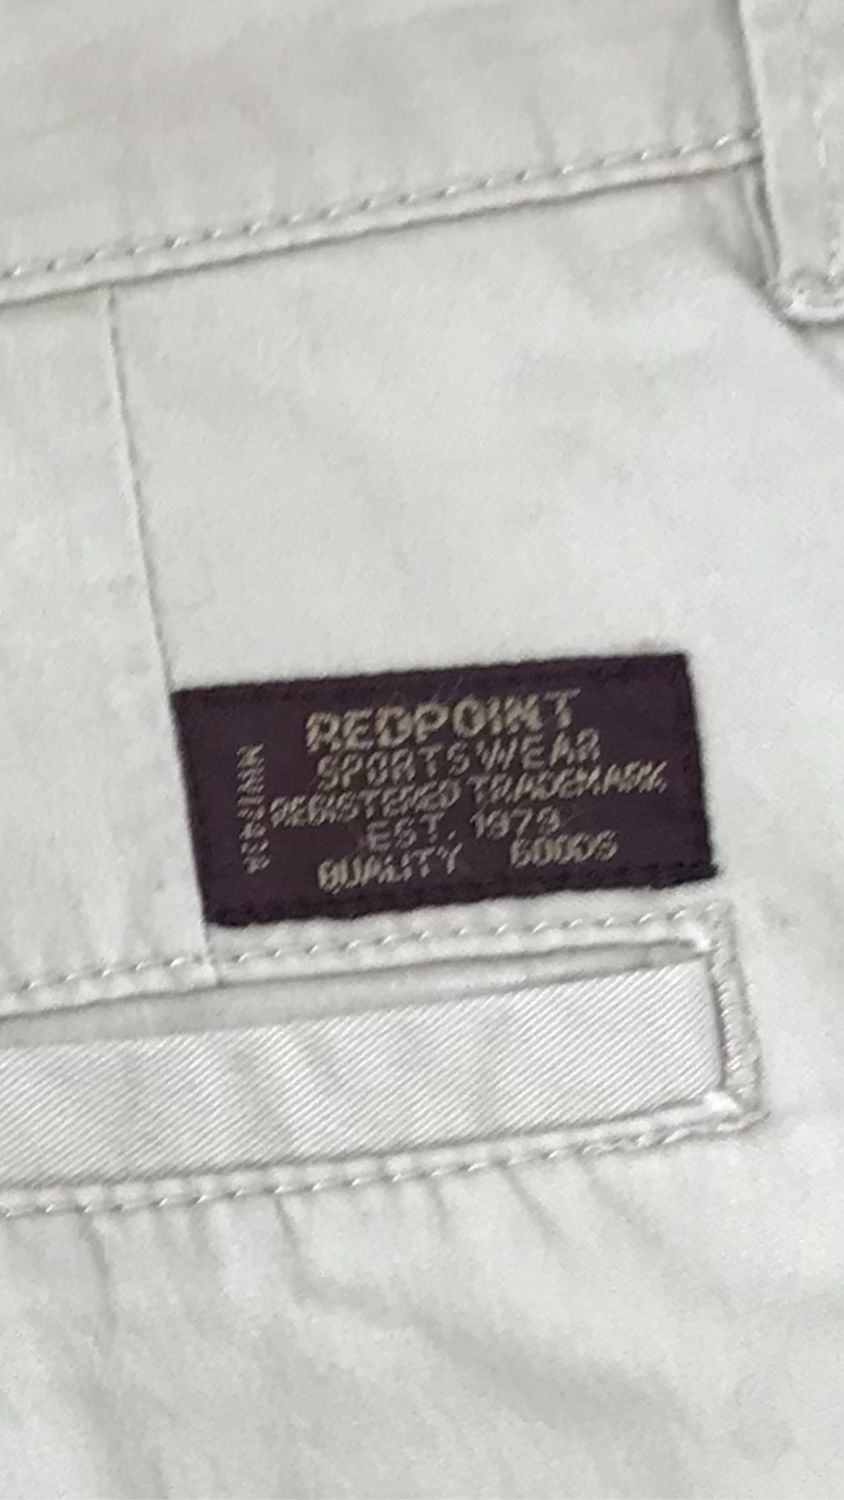 REDPOINT
SPORTSWEAR
REGISTERED TRADEMARK
EST. 1979
QUALITY GOODS